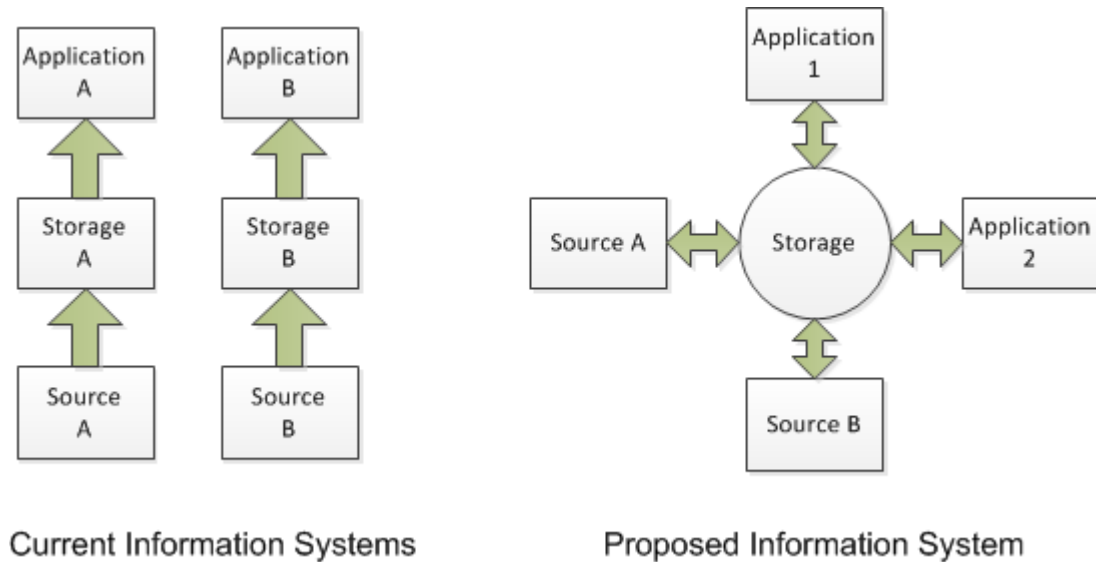 Application
A
Storage
A
Source
A
Application
B
Storage
B
Source
B
Current Information Systems
Application
1
Source A
Storage
Application
2
Source B
Proposed Information System